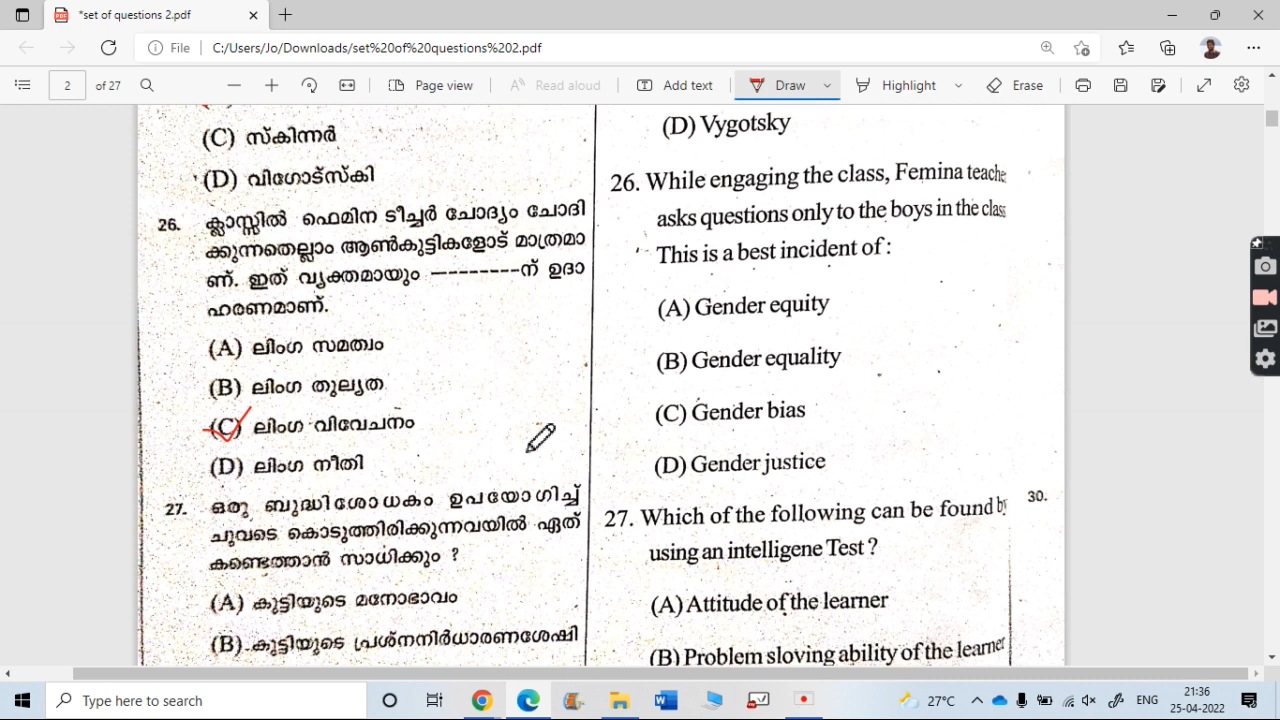 *set of questions 2.pdf
File
C:/Users/Jo/Downloads/set%20of%20questions%202.pdf
2 of 27
Page view
Read aloud
Add text
Draw
Highlight
Erase
(C) സ്കിന്നർ
(D) വിഗോട്സ്കി
26. ക്ലാസ്സിൽ ഫെമിന ടീച്ചർ ചോദ്യം ചോദി
ക്കുന്നതെല്ലാം ആൺകുട്ടികളോട് മാത്രമാ
ണ്. ഇത് വ്യക്തമായും ---------ന് ഉദാ
ഹരണമാണ്.
(A) ലിംഗ സമത്വം
(B) ലിംഗ തുല്യത
(C) ലിംഗ വിവേചനം
(D) ലിംഗ നീതി
27. ഒരു ബുദ്ധിശോധകം ഉപയോഗിച്ച്
ചുവടെ കൊടുത്തിരിക്കുന്നവയിൽ ഏത്
കണ്ടെത്താൻ സാധിക്കും ?
(A) കുട്ടിയുടെ മനോഭാവം
(B) കുട്ടിയുടെ പ്രശ്നനിർധാരണശേഷി
(D) Vygotsky
26. While engaging the class, Femina teache
asks questions only to the boys in the clas
This is a best incident of :
(A) Gender equity
(B) Gender equality
(C) Gender bias
(D) Gender justice
27. Which of the following can be found by
using an intelligene Test ?
(A) Attitude of the learner
(B) Problem sloving ability of the learner
30.
Type here to search
27°C
ENG
21:36
25-04-2022